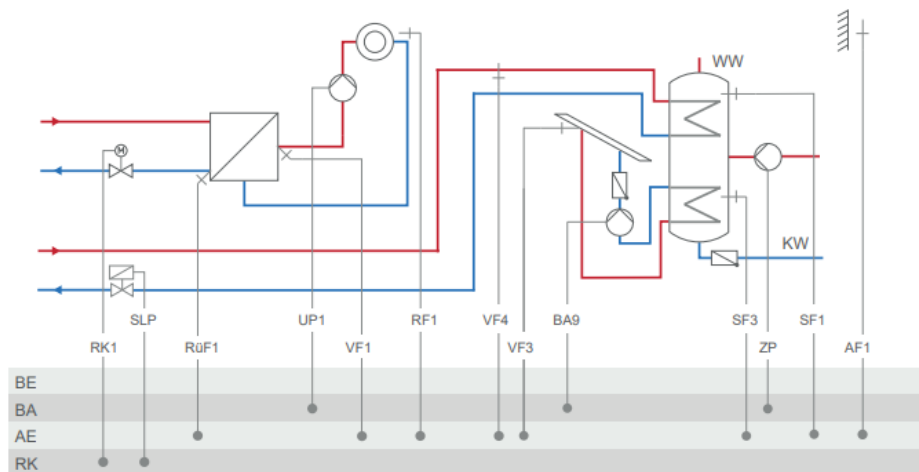 WW
M
KW
SLP UP1 RF1 VF4 BA9 SF3 SF1
RK1 RüF1 VF1 VF3 ZP AF1
BE
BA
AE
RK